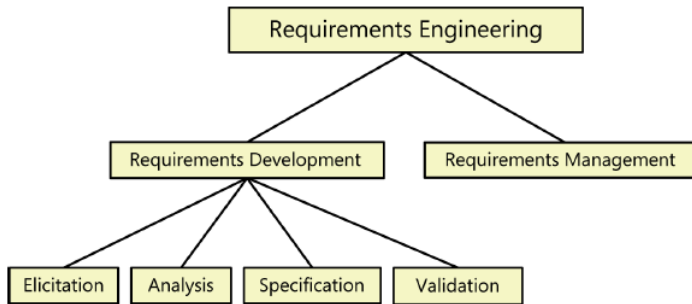 Requirements Engineering
Requirements Development
Requirements Management
Elicitation
Analysis
Specification
Validation